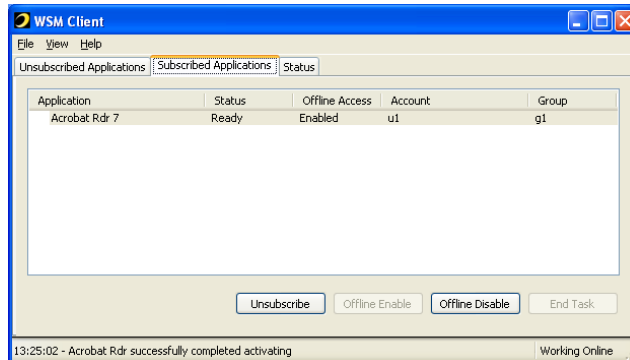 WSM Client
File View Help
Unsubscribed Applications Subscribed Applications Status
Application Status Offline Access Account Group
Acrobat Rdr 7 Ready Enabled u1 g1
Unsubscribe Offline Enable Offline Disable End Task
13:25:02 - Acrobat Rdr successfully completed activating Working Online